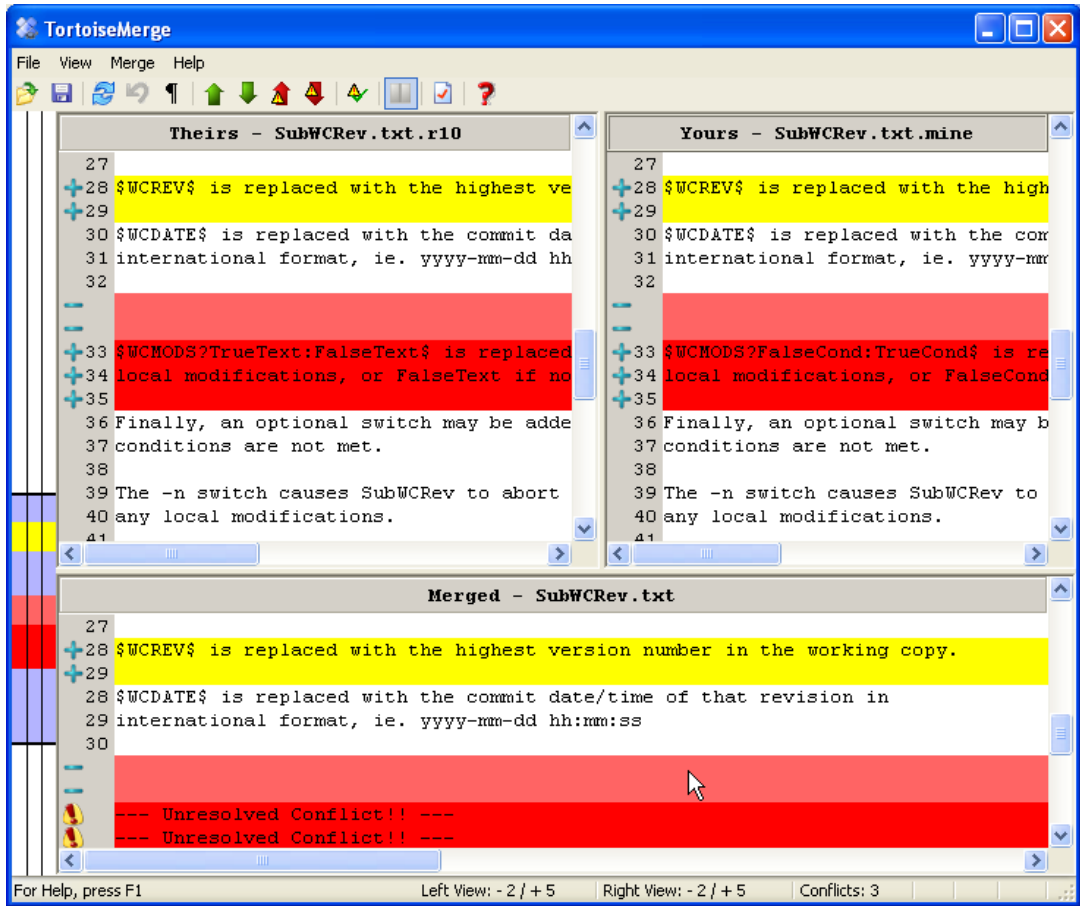 TortoiseMerge
File View Merge Help
Theirs - SubWCRev.txt.r10
27
28 $WCREV$ is replaced with the highest ve
29
30 $WCDATE$ is replaced with the commit da
31 international format, ie. yyyy-mm-dd hh
32
33 $WCMODS?TrueText:FalseText$ is replaced
34 local modifications, or FalseText if no
35
36 Finally, an optional switch may be adde
37 conditions are not met.
38
39 The -n switch causes SubWCRev to abort
40 any local modifications.
41
Yours - SubWCRev.txt.mine
27
28 $WCREV$ is replaced with the high
29
30 $WCDATE$ is replaced with the com
31 international format, ie. yyyy-mm
32
33 $WCMODS?FalseCond:TrueCond$ is re
34 local modifications, or FalseCond
35
36 Finally, an optional switch may b
37 conditions are not met.
38
39 The -n switch causes SubWCRev to
40 any local modifications.
41
Merged - SubWCRev.txt
27
28 $WCREV$ is replaced with the highest version number in the working copy.
29
28 $WCDATE$ is replaced with the commit date/time of that revision in
29 international format, ie. yyyy-mm-dd hh:mm:ss
30
--- Unresolved Conflict!! ---
--- Unresolved Conflict!! ---
For Help, press F1 Left View: - 2 / + 5 Right View: - 2 / + 5 Conflicts: 3